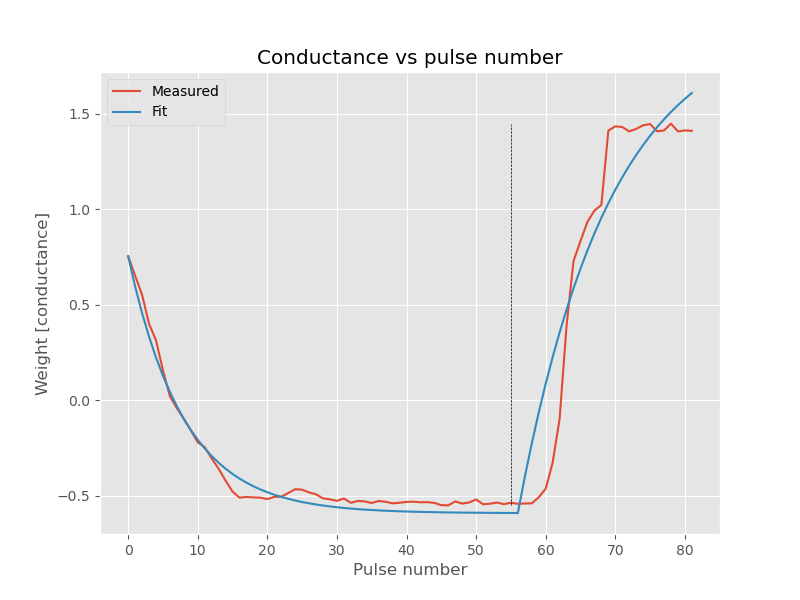 Conductance vs pulse number
Measured
Fit
1.5
1.0
0.5
0.0
−0.5
Weight [conductance]
0 10 20 30 40 50 60 70 80
Pulse number